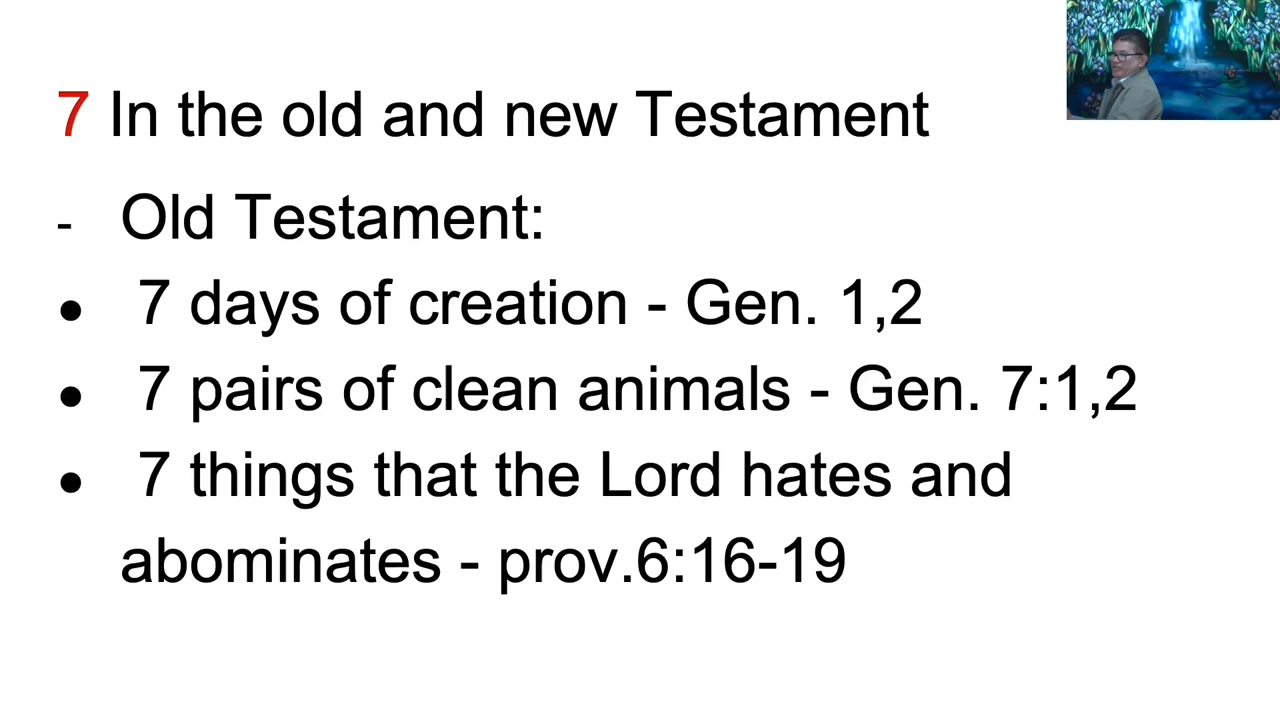 7 In the old and new Testament
- Old Testament:
● 7 days of creation - Gen. 1,2
● 7 pairs of clean animals - Gen. 7:1,2
● 7 things that the Lord hates and
abominates - prov.6:16-19